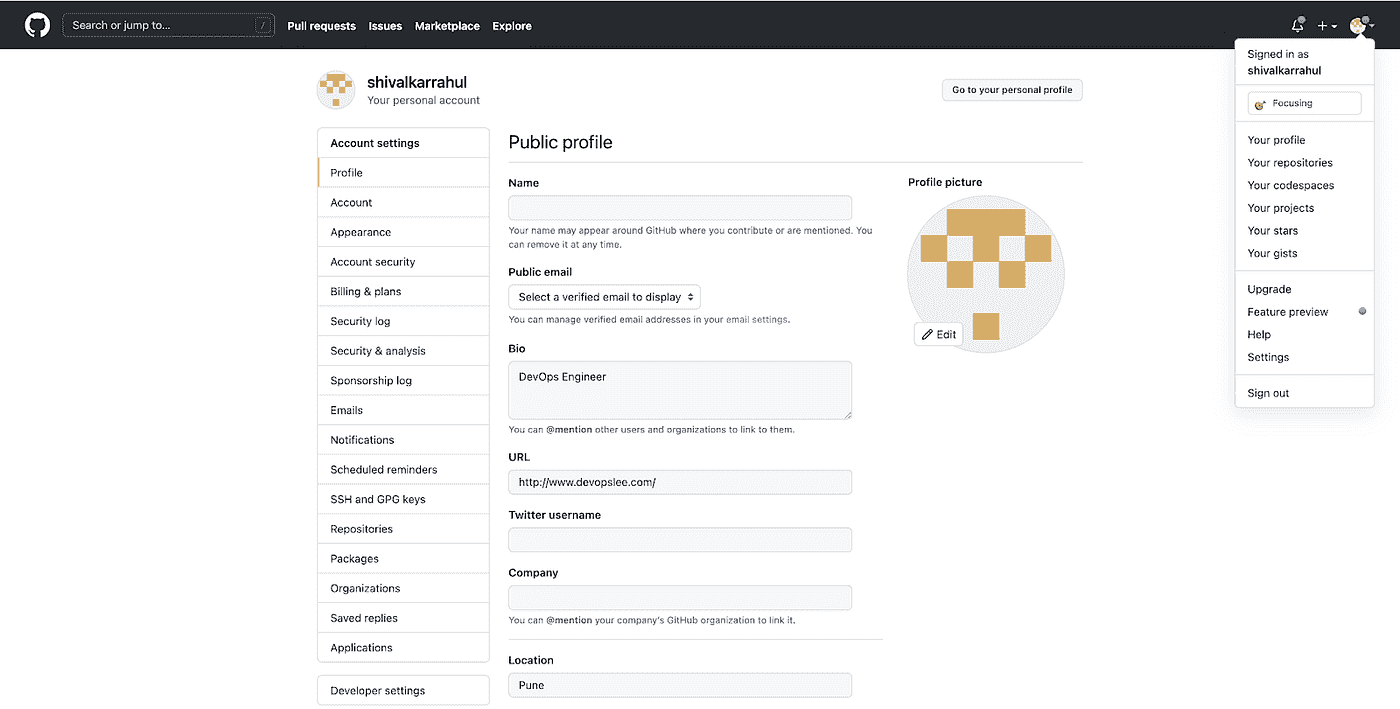 Search or jump to... /
Pull requests
Issues
Marketplace
Explore
Signed in as
shivalkarrahul
Focusing
Your profile
Your repositories
Your codespaces
Your projects
Your stars
Your gists
Upgrade
Feature preview
Help
Settings
Sign out
shivalkarrahul
Your personal account
Go to your personal profile
Account settings
Profile
Account
Appearance
Account security
Billing & plans
Security log
Security & analysis
Sponsorship log
Emails
Notifications
Scheduled reminders
SSH and GPG keys
Repositories
Packages
Organizations
Saved replies
Applications
Developer settings
Public profile
Name
Your name may appear around GitHub where you contribute or are mentioned. You
can remove it at any time.
Public email
Select a verified email to display
You can manage verified email addresses in your email settings.
Bio
DevOps Engineer
You can @mention other users and organizations to link to them.
URL
http://www.devopslee.com/
Twitter username
Company
You can @mention your company's GitHub organization to link it.
Location
Pune
Profile picture
Edit